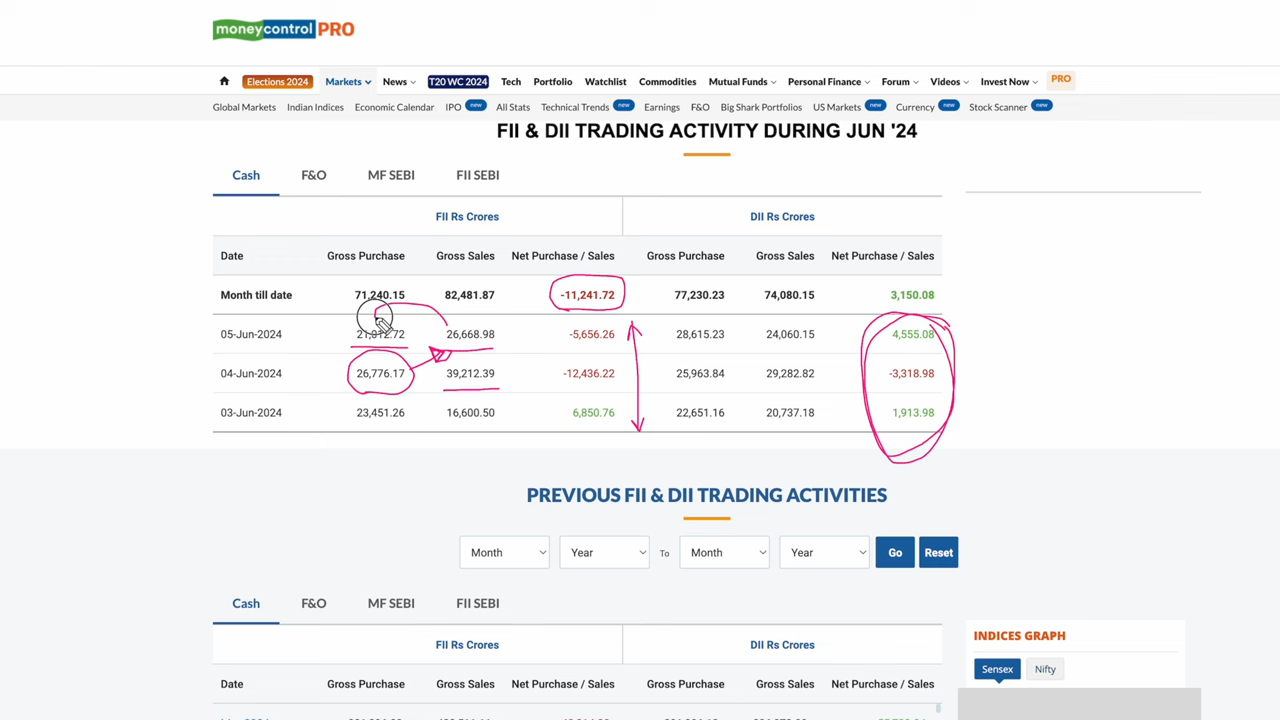 moneycontrol PRO
Elections 2024 Markets News T20 WC 2024 Tech Portfolio Watchlist Commodities Mutual Funds Personal Finance Forum Videos Invest Now PRO
Global Markets Indian Indices Economic Calendar IPO new All Stats Technical Trends new Earnings F&O Big Shark Portfolios US Markets new Currency new Stock Scanner new
FII & DII TRADING ACTIVITY DURING JUN '24
Cash F&O MF SEBI FII SEBI
FII Rs Crores DII Rs Crores
Date Gross Purchase Gross Sales Net Purchase / Sales Gross Purchase Gross Sales Net Purchase / Sales
Month till date 71,240.15 82,481.87 -11,241.72 77,230.23 74,080.15 3,150.08
05-Jun-2024 21,012.72 26,668.98 -5,656.26 28,615.23 24,060.15 4,555.08
04-Jun-2024 26,776.17 39,212.39 -12,436.22 25,963.84 29,282.82 -3,318.98
03-Jun-2024 23,451.26 16,600.50 6,850.76 22,651.16 20,737.18 1,913.98
PREVIOUS FII & DII TRADING ACTIVITIES
Month Year To Month Year Go Reset
Cash F&O MF SEBI FII SEBI
FII Rs Crores DII Rs Crores
INDICES GRAPH
Sensex Nifty
Date Gross Purchase Gross Sales Net Purchase / Sales Gross Purchase Gross Sales Net Purchase / Sales